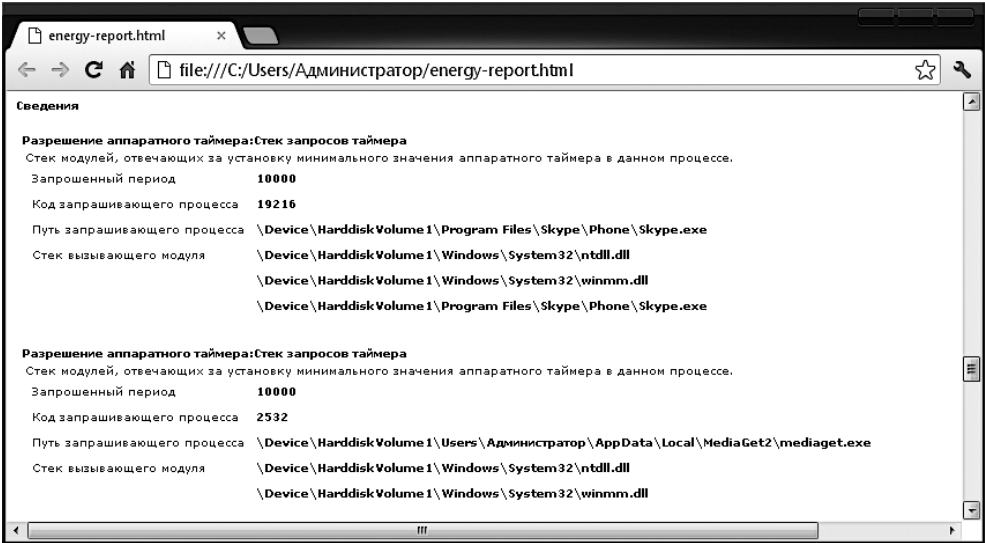 energy-report.html
file:///C:/Users/Администратор/energy-report.html
Сведения
Разрешение аппаратного таймера:Стек запросов таймера
Стек модулей, отвечающих за установку минимального значения аппаратного таймера в данном процессе.
Запрошенный период 10000
Код запрашивающего процесса 19216
Путь запрашивающего процесса \Device\HarddiskVolume1\Program Files\Skype\Phone\Skype.exe
Стек вызывающего модуля \Device\HarddiskVolume1\Windows\System32\ntdll.dll
\Device\HarddiskVolume1\Windows\System32\winmm.dll
\Device\HarddiskVolume1\Program Files\Skype\Phone\Skype.exe
Разрешение аппаратного таймера:Стек запросов таймера
Стек модулей, отвечающих за установку минимального значения аппаратного таймера в данном процессе.
Запрошенный период 10000
Код запрашивающего процесса 2532
Путь запрашивающего процесса \Device\HarddiskVolume1\Users\Администратор\AppData\Local\MediaGet2\mediaget.exe
Стек вызывающего модуля \Device\HarddiskVolume1\Windows\System32\ntdll.dll
\Device\HarddiskVolume1\Windows\System32\winmm.dll